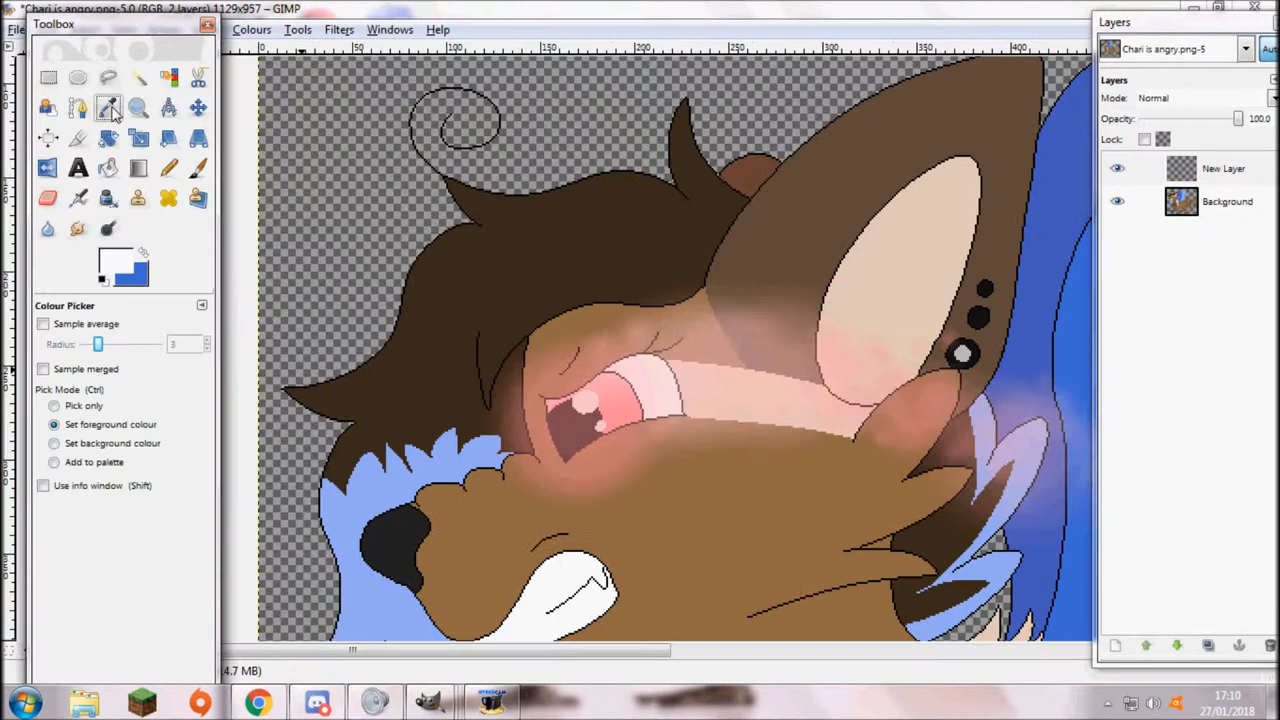 *Chari is angry.png-5.0 (RGB, 2 layers) 1129x957 – GIMP
Toolbox
Colours Tools Filters Windows Help
0 50 100 150 200 250 300 350 400
Colour Picker
Sample average
Radius: 3
Sample merged
Pick Mode (Ctrl)
Pick only
Set foreground colour
Set background colour
Add to palette
Use info window (Shift)
Layers
Chari is angry.png-5
Layers
Mode: Normal
Opacity: 100.0
Lock:
New Layer
Background
4.7 MB)
17:10
27/01/2018